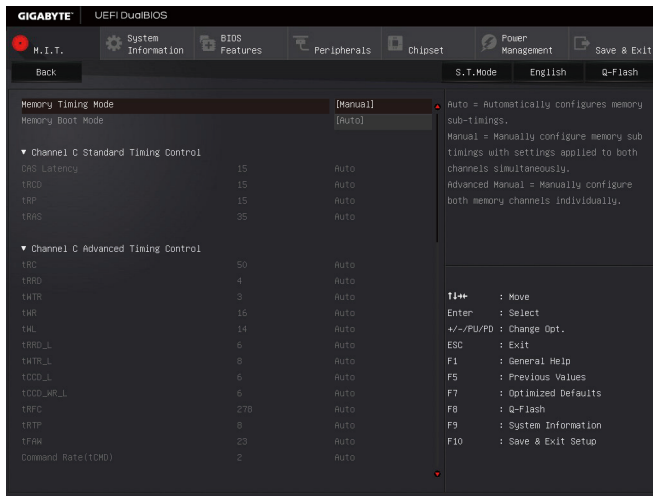 GIGABYTE™ UEFI DualBIOS
M.I.T. System Information BIOS Features Peripherals Chipset Power Management Save & Exit
Back S.T.Mode English Q-Flash
Memory Timing Mode [Manual]
Memory Boot Mode [Auto]
▼ Channel C Standard Timing Control
CAS Latency 15 Auto
tRCD 15 Auto
tRP 15 Auto
tRAS 35 Auto
▼ Channel C Advanced Timing Control
tRC 50 Auto
tRRD 4 Auto
tWTR 3 Auto
tWR 16 Auto
tWL 14 Auto
tRRD_L 6 Auto
tWTR_L 8 Auto
tCCD_L 6 Auto
tCCD_WR_L 6 Auto
tRFC 278 Auto
tRTP 8 Auto
tFAW 23 Auto
Command Rate(tCMD) 2 Auto
Auto = Automatically configures memory
sub-timings.
Manual = Manually configure memory sub
timings with settings applied to both
channels simultaneously.
Advanced Manual = Manually configure
both memory channels individually.
↑↓→← : Move
Enter : Select
+/-/PU/PD : Change Opt.
ESC : Exit
F1 : General Help
F5 : Previous Values
F7 : Optimized Defaults
F8 : Q-Flash
F9 : System Information
F10 : Save & Exit Setup